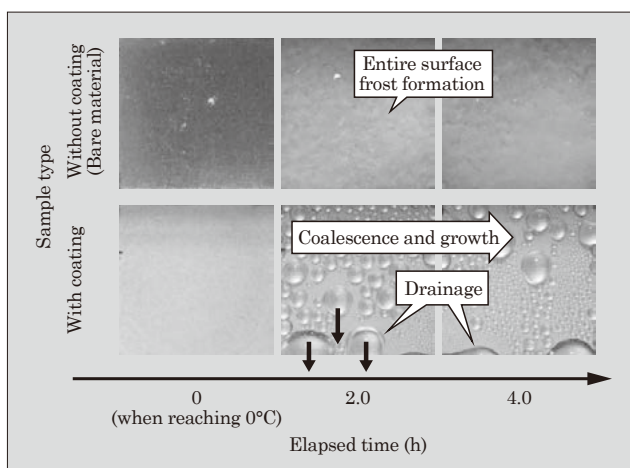 Sample type
Without coating
(Bare material)
Entire surface
frost formation
With coating
Coalescence and growth
Drainage
0
(when reaching 0°C)
2.0
4.0
Elapsed time (h)